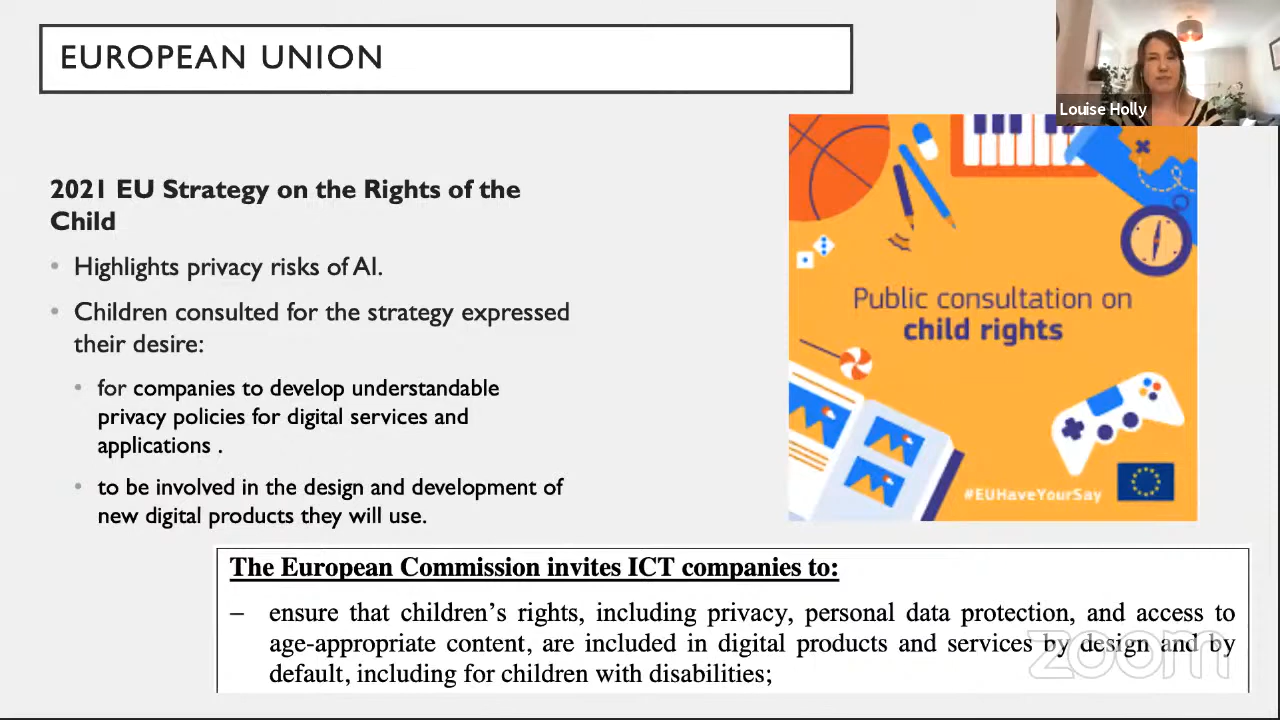 EUROPEAN UNION
Louise Holly
2021 EU Strategy on the Rights of the
Child
• Highlights privacy risks of AI.
• Children consulted for the strategy expressed
their desire:
• for companies to develop understandable
privacy policies for digital services and
applications .
• to be involved in the design and development of
new digital products they will use.
Public consultation on
child rights
#EUHaveYourSay
The European Commission invites ICT companies to:
– ensure that children’s rights, including privacy, personal data protection, and access to
age-appropriate content, are included in digital products and services by design and by
default, including for children with disabilities;
zoom